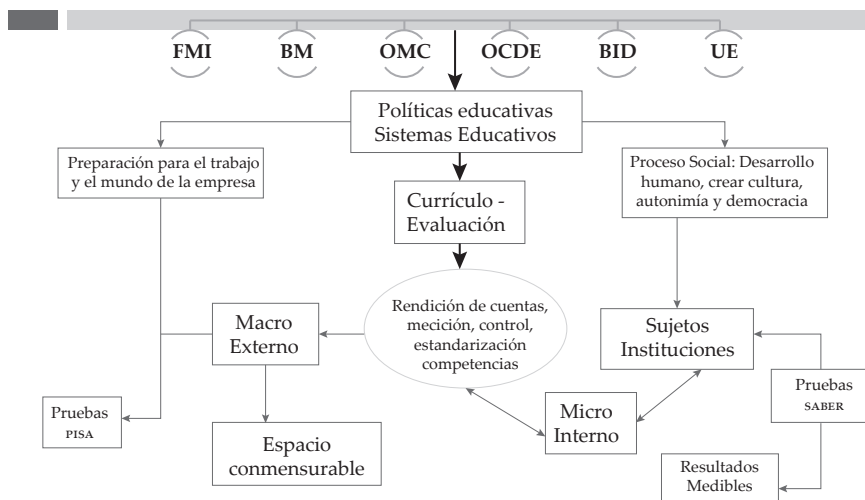 FMI BM OMC OCDE BID UE
Políticas educativas
Sistemas Educativos
Preparación para el trabajo
y el mundo de la empresa
Proceso Social: Desarrollo
humano, crear cultura,
autonimía y democracia
Currículo -
Evaluación
Rendición de cuentas,
mecición, control,
estandarización
competencias
Macro
Externo
Sujetos
Instituciones
Pruebas
PISA
Espacio
conmensurable
Micro
Interno
Pruebas
SABER
Resultados
Medibles